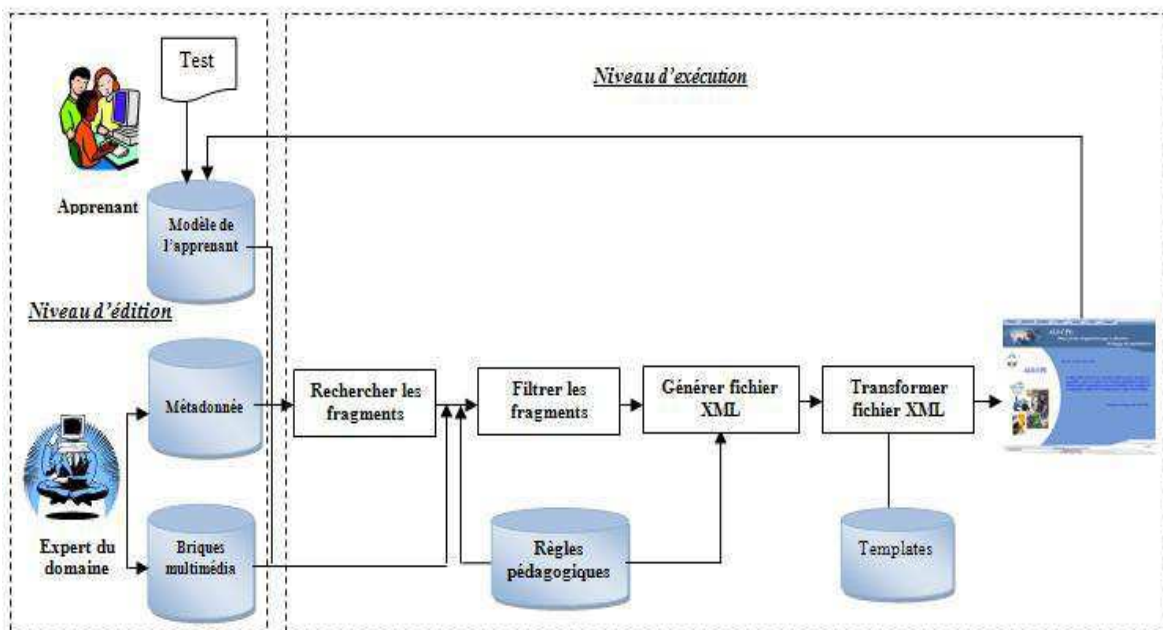 Test
Niveau d'exécution
Apprenant
Modèle de
l'apprenant
Niveau d'édition
Métadonnée
Rechercher les
fragments
Filtrer les
fragments
Générer fichier
XML
Transformer
fichier XML
Expert du
domaine
Briques
multimédia
Règles
pédagogiques
Templates